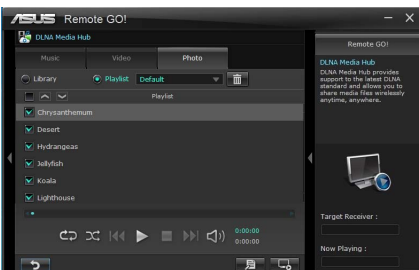 ASUS Remote GO!
DLNA Media Hub
Music Video Photo
Library Playlist Default
Playlist
Chrysanthemum
Desert
Hydrangeas
Jellyfish
Koala
Lighthouse
0:00:00
0:00:00
Remote GO!
DLNA Media Hub
DLNA Media Hub provides
support to the latest DLNA
standard and allows you to
share media files wirelessly
anytime, anywhere.
Target Receiver :
Now Playing :